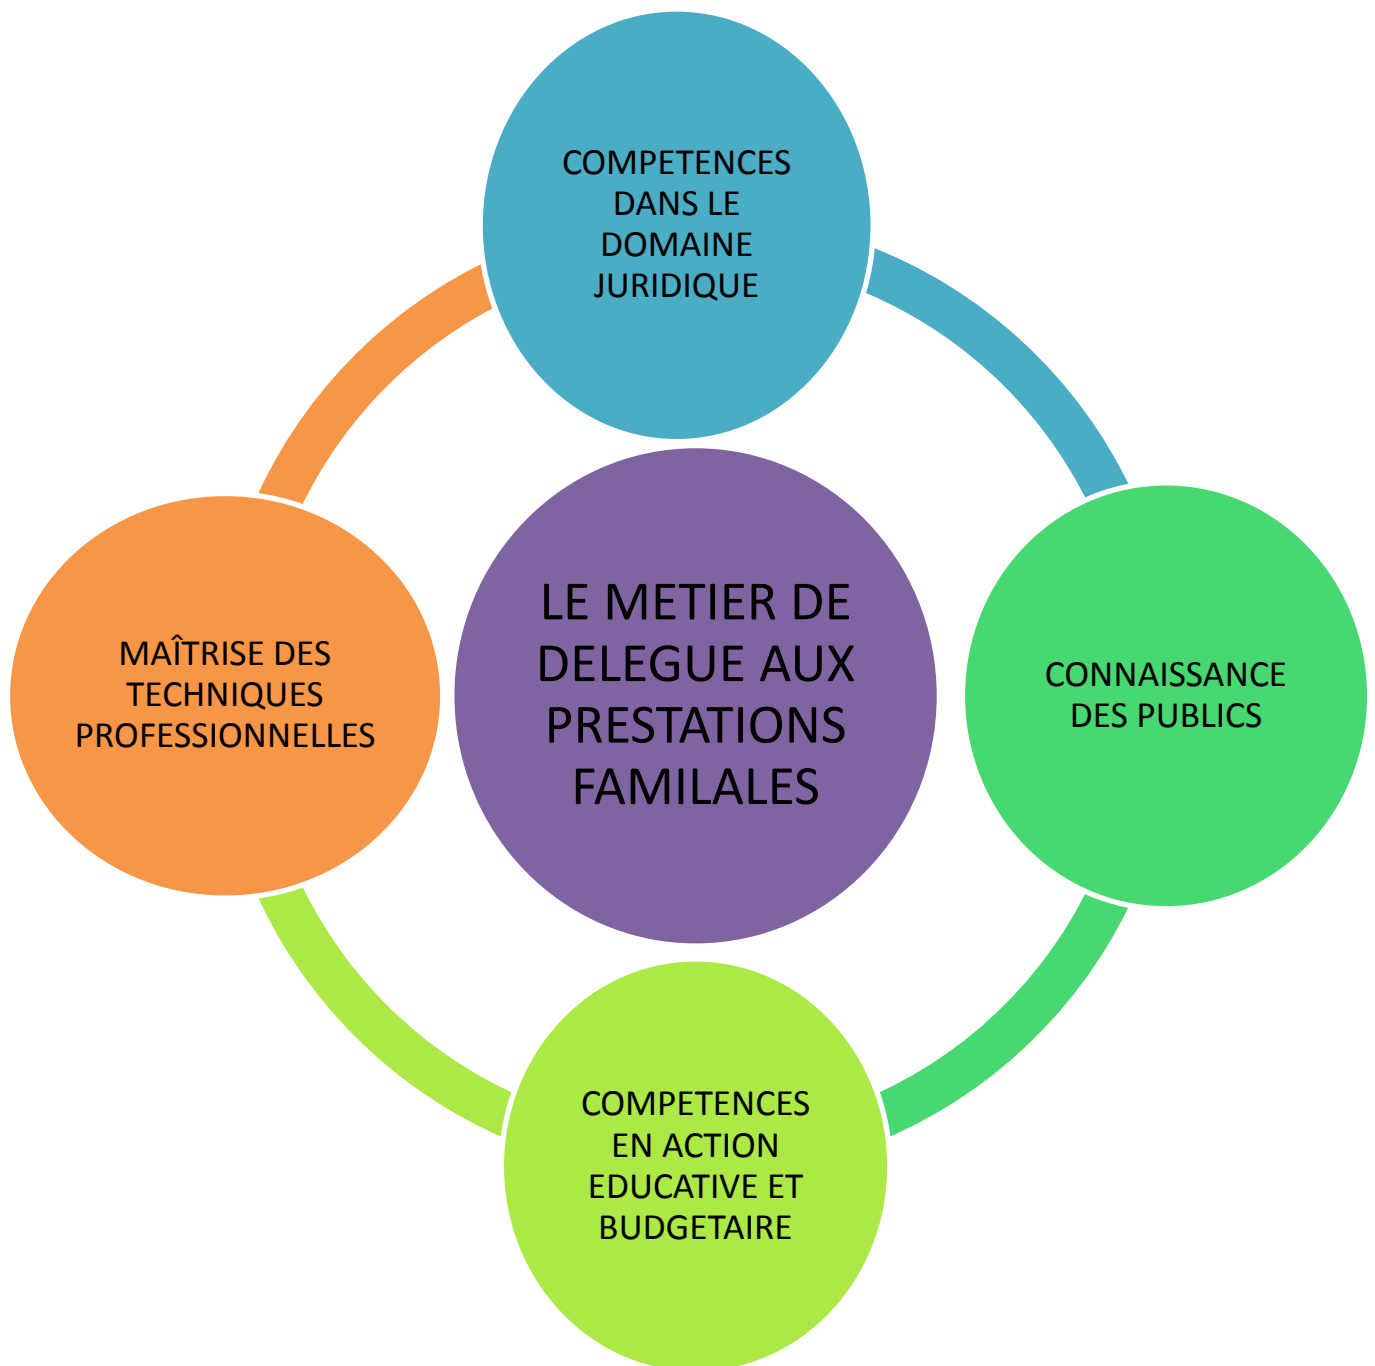 COMPETENCES
DANS LE
DOMAINE
JURIDIQUE
LE METIER DE
DELEGUE AUX
PRESTATIONS
FAMILALES
MAÎTRISE DES
TECHNIQUES
PROFESSIONNELLES
CONNAISSANCE
DES PUBLICS
COMPETENCES
EN ACTION
EDUCATIVE ET
BUDGETAIRE